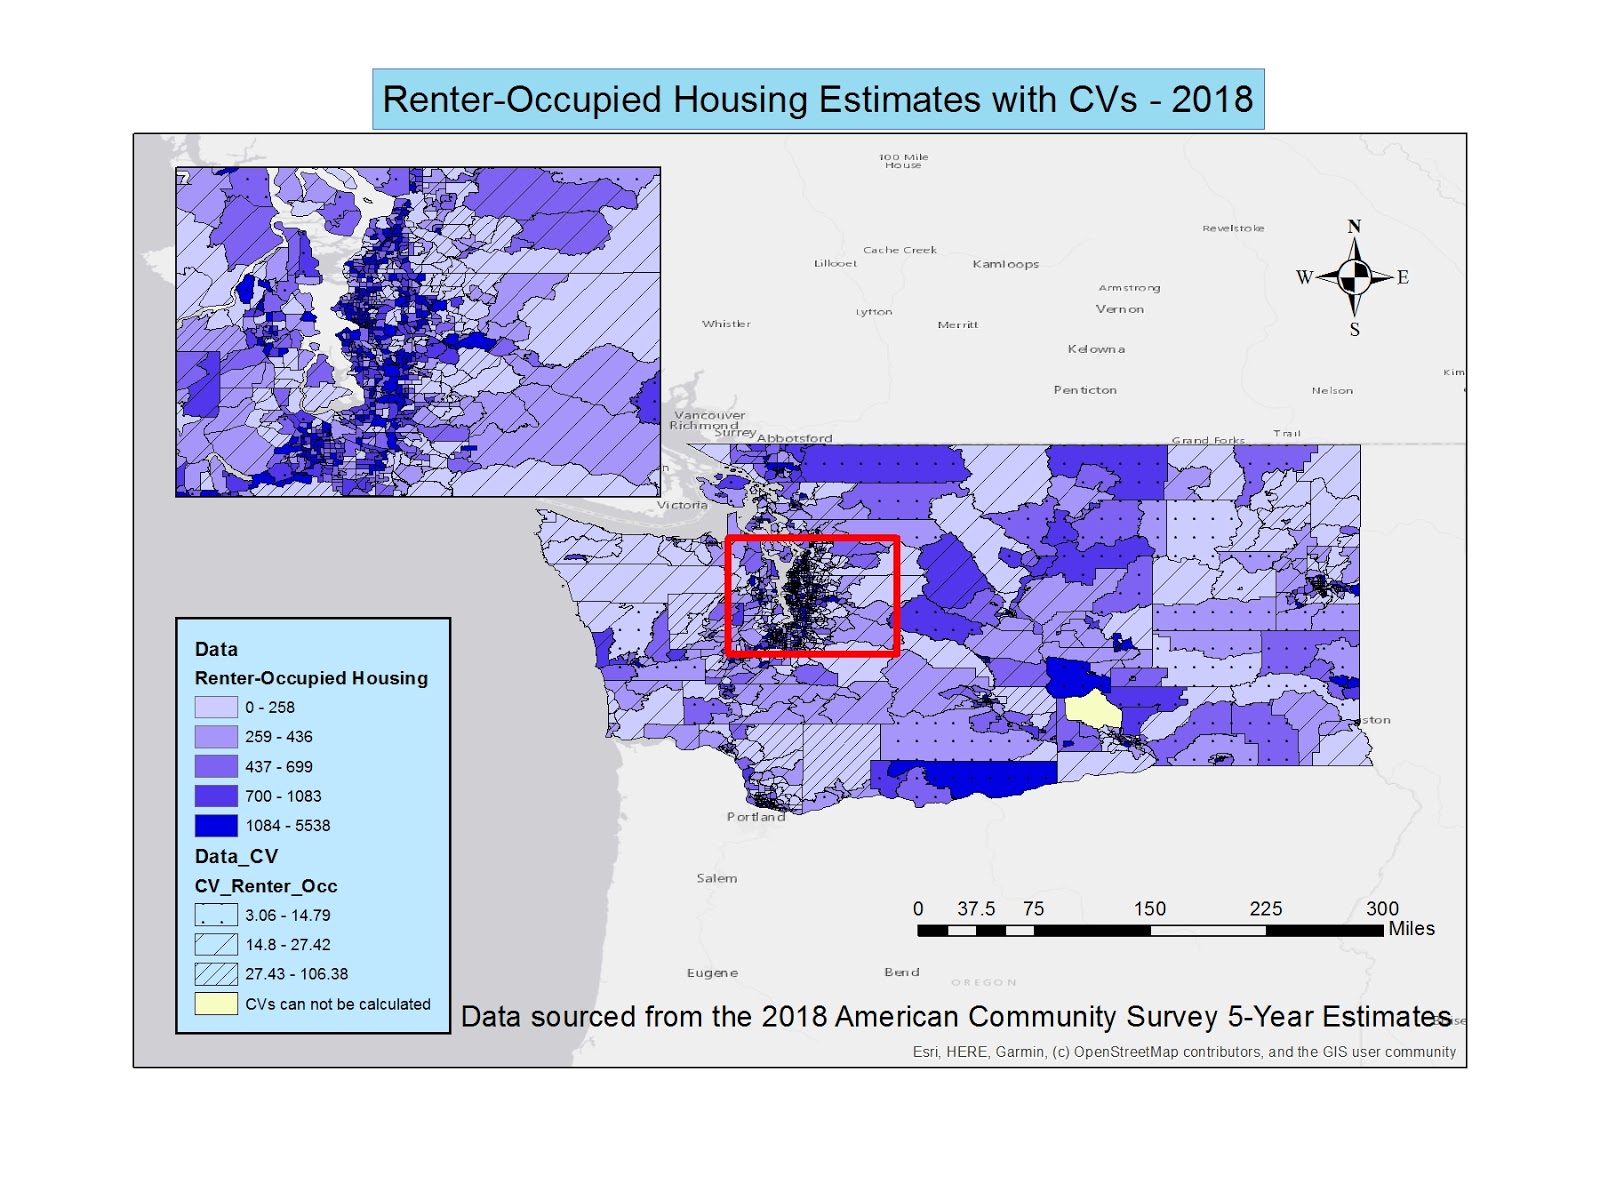 Renter-Occupied Housing Estimates with CVs - 2018
100 Mile
House
Revelstoke
Cache Creek
Lillooet
Kamloops
Armstrong
Vernon
Lytton
Whistler
Merritt
Kelowna
Penticton
Nelson
Kim
Vancouver
Richmond
Surrey
Abbotsford
Grand Forks
Trail
Victoria
N
W
E
S
Data
Renter-Occupied Housing
0 - 258
259 - 436
437 - 699
700 - 1083
1084 - 5538
Data_CV
CV_Renter_Occ
3.06 - 14.79
14.8 - 27.42
27.43 - 106.38
CVs can not be calculated
ston
Portland
Salem
Eugene
Bend
OREGON
0 37.5 75 150 225 300
Miles
Data sourced from the 2018 American Community Survey 5-Year Estimates
Esri, HERE, Garmin, (c) OpenStreetMap contributors, and the GIS user community